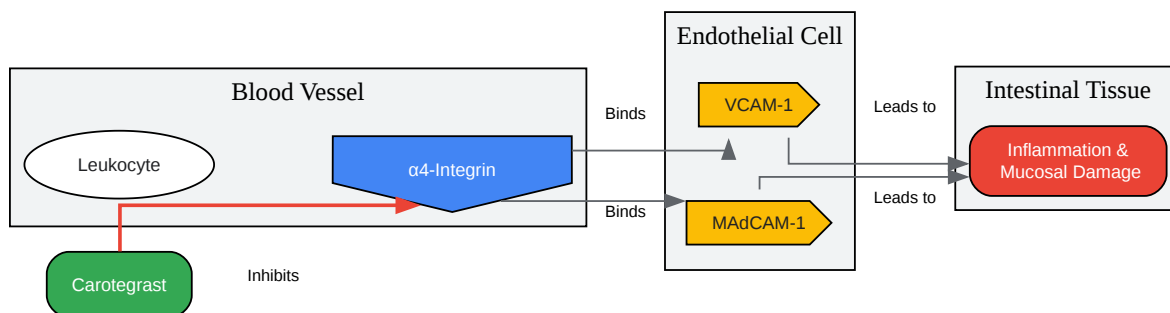 Blood Vessel
Leukocyte
α4-Integrin
Carotegrast
Inhibits
Binds
Binds
Endothelial Cell
VCAM-1
MAdCAM-1
Leads to
Leads to
Intestinal Tissue
Inflammation &
Mucosal Damage